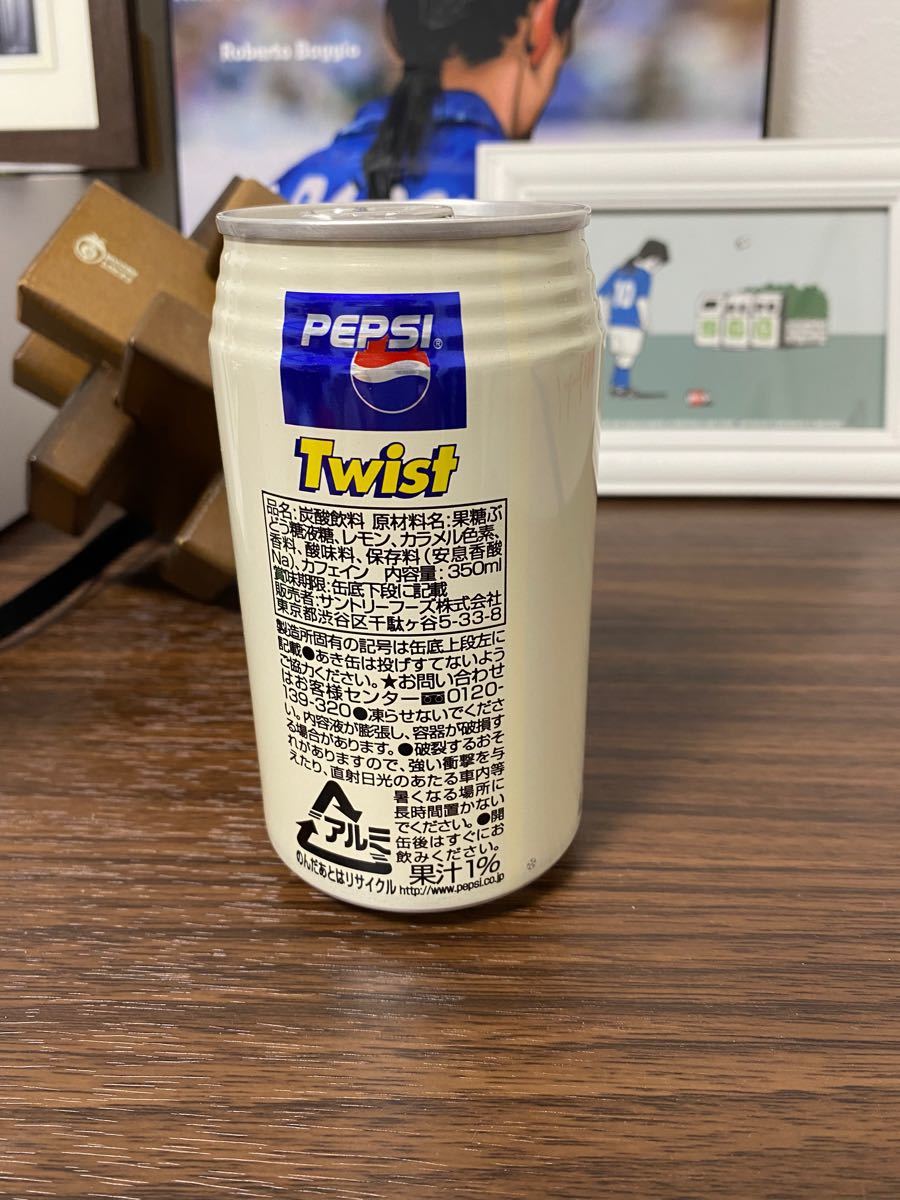 Roberto Baggio
10
PEPSI®
Twist
品名:炭酸飲料 原材料名:果糖ぶ
どう糖液糖、レモン、カラメル色素、
香料、酸味料、保存料(安息香酸
Na)、カフェイン 内容量:350ml
賞味期限:缶底下段に記載
販売者:サントリーフーズ株式会社
東京都渋谷区千駄ヶ谷5-33-8
製造所固有の記号は缶底上段左に
記載●あき缶は投げすてないよう
ご協力ください。★お問い合わせ
はお客様センター0120-
139-320●凍らせないでくださ
い。内容液が膨張し、容器が破損す
る場合があります。●破裂するおそ
れがありますので、強い衝撃を与
えたり、直射日光のあたる車内等
暑くなる場所に
長時間置かない
でください。●開
缶後はすぐにお
飲みください。
アルミ
のんだあとはリサイクル
果汁1%
http://www.pepsi.co.jp